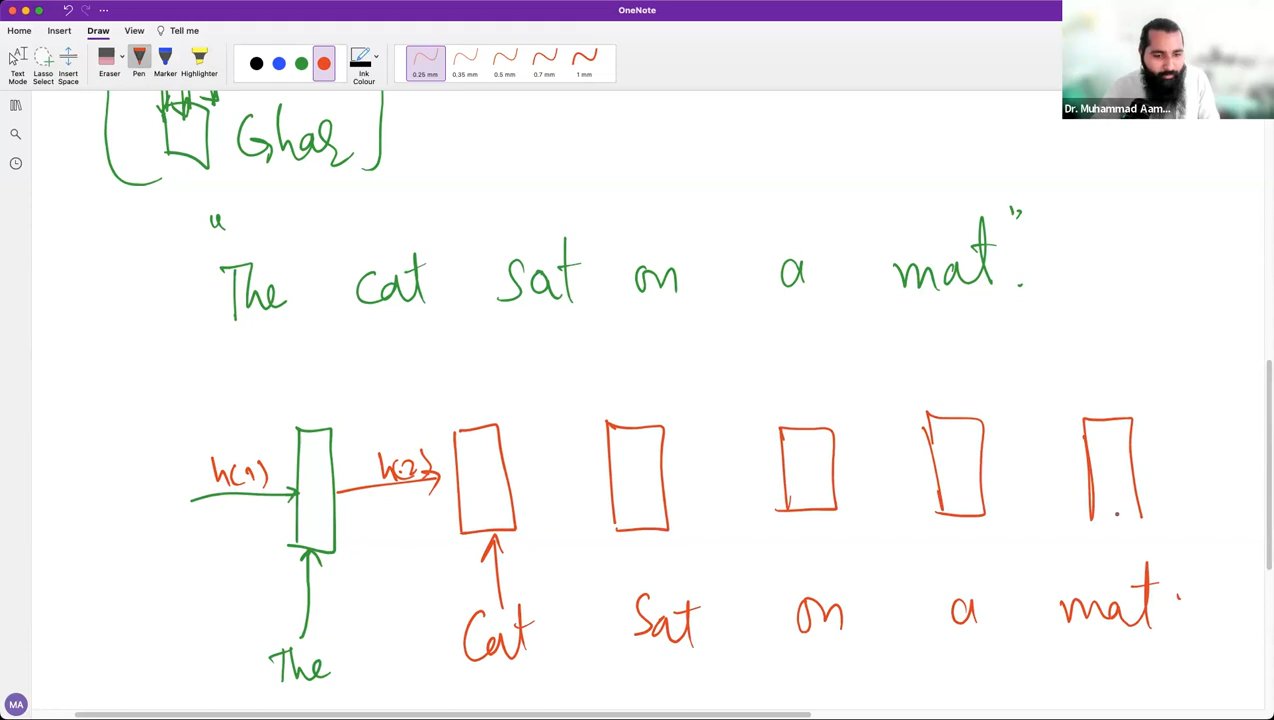 OneNote
Home Insert Draw View Tell me
Text Mode
Lasso Select
Insert Space
Eraser
Pen
Marker
Highlighter
0.25 mm
0.35 mm
0.5 mm
0.7 mm
1 mm
Ink Colour
Dr. Muhammad Aam...
Ghar
"The cat sat on a mat."
h(1) h(2)
The Cat Sat on a mat.
MA